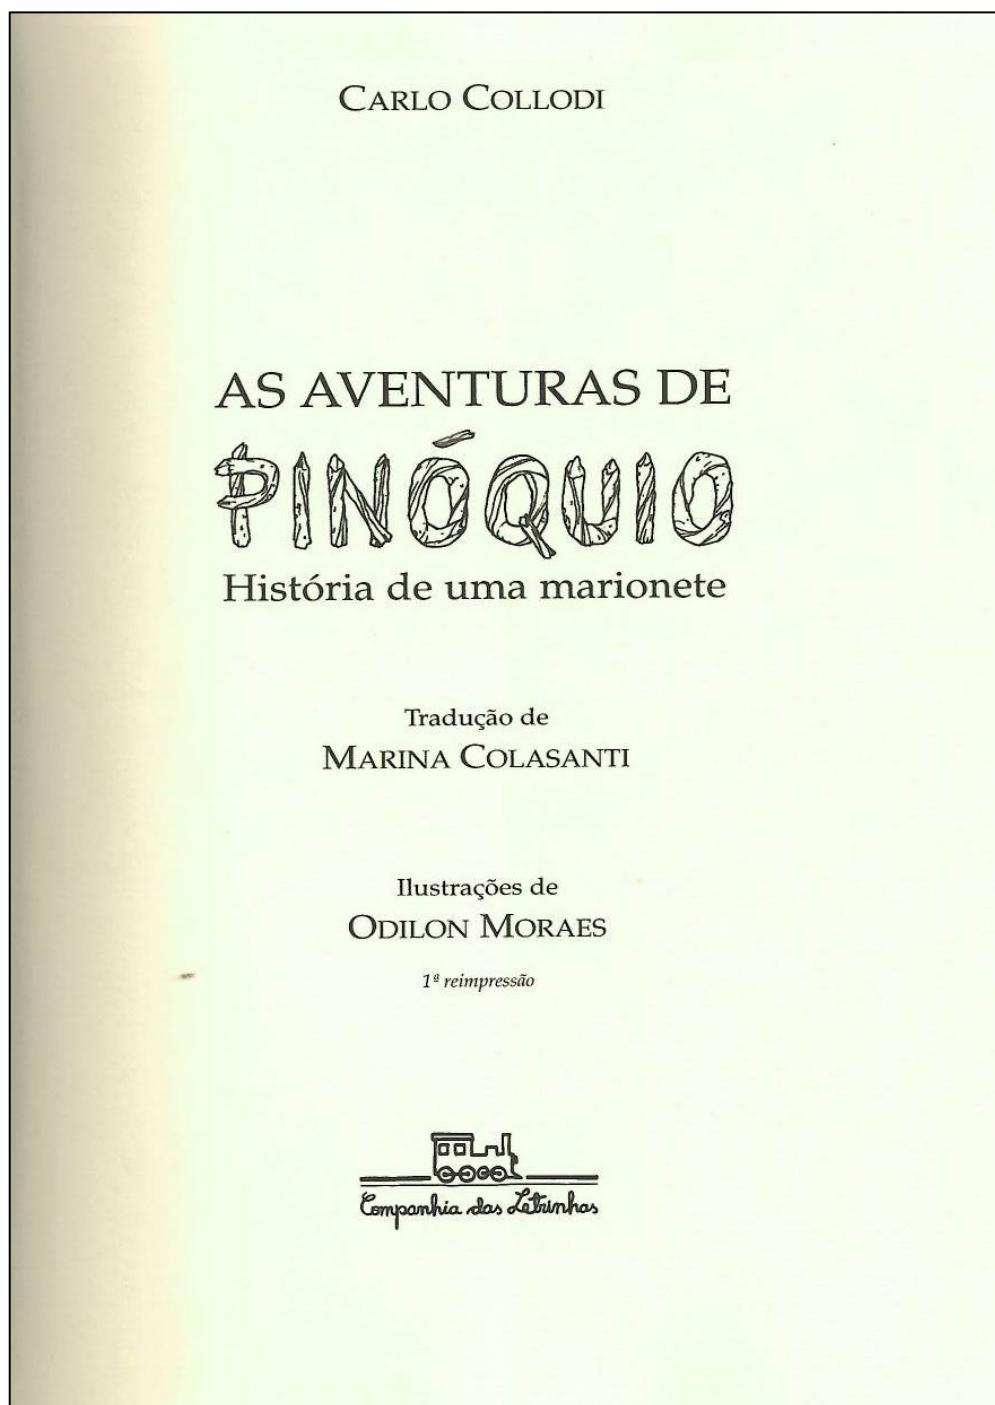 CARLO COLLODI
AS AVENTURAS DE
PINÓQUIO
História de uma marionete
Tradução de
MARINA COLASANTI
Ilustrações de
ODILON MORAES
1ª reimpressão
Companhia das Letrinhas